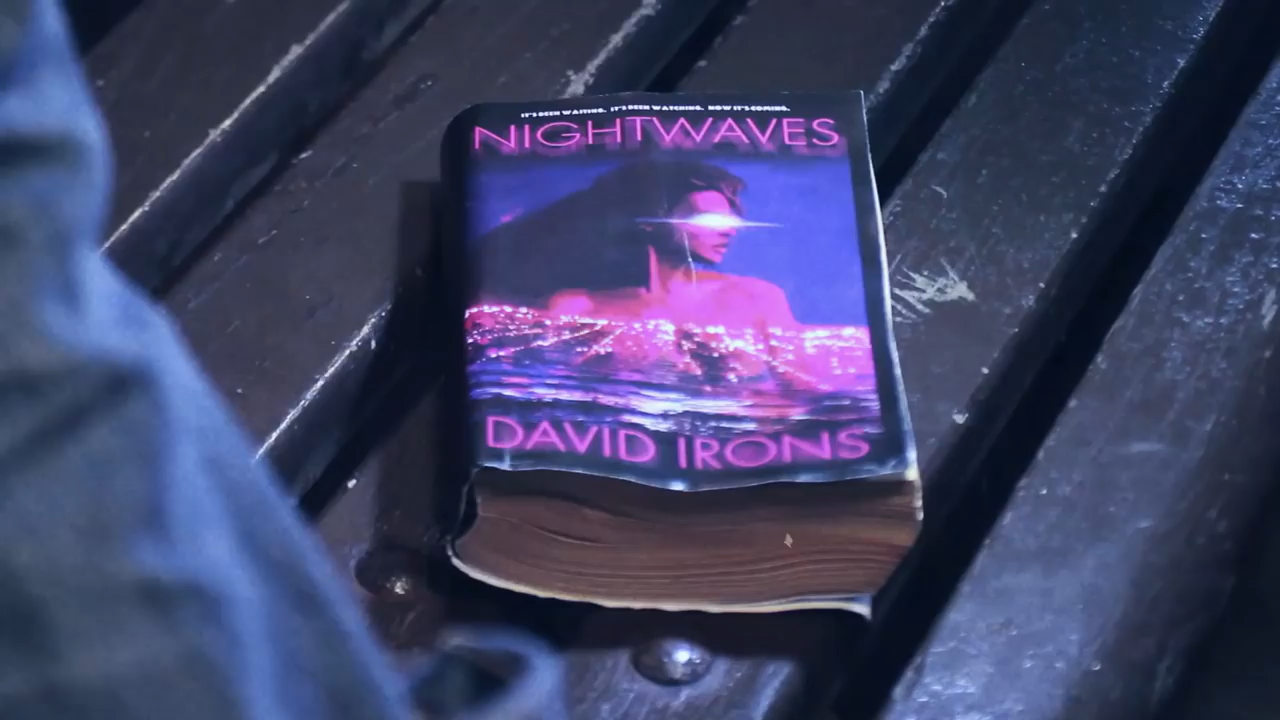 IT'S BEEN WAITING. IT'S BEEN WATCHING. NOW IT'S COMING.
NIGHTWAVES
DAVID IRONS